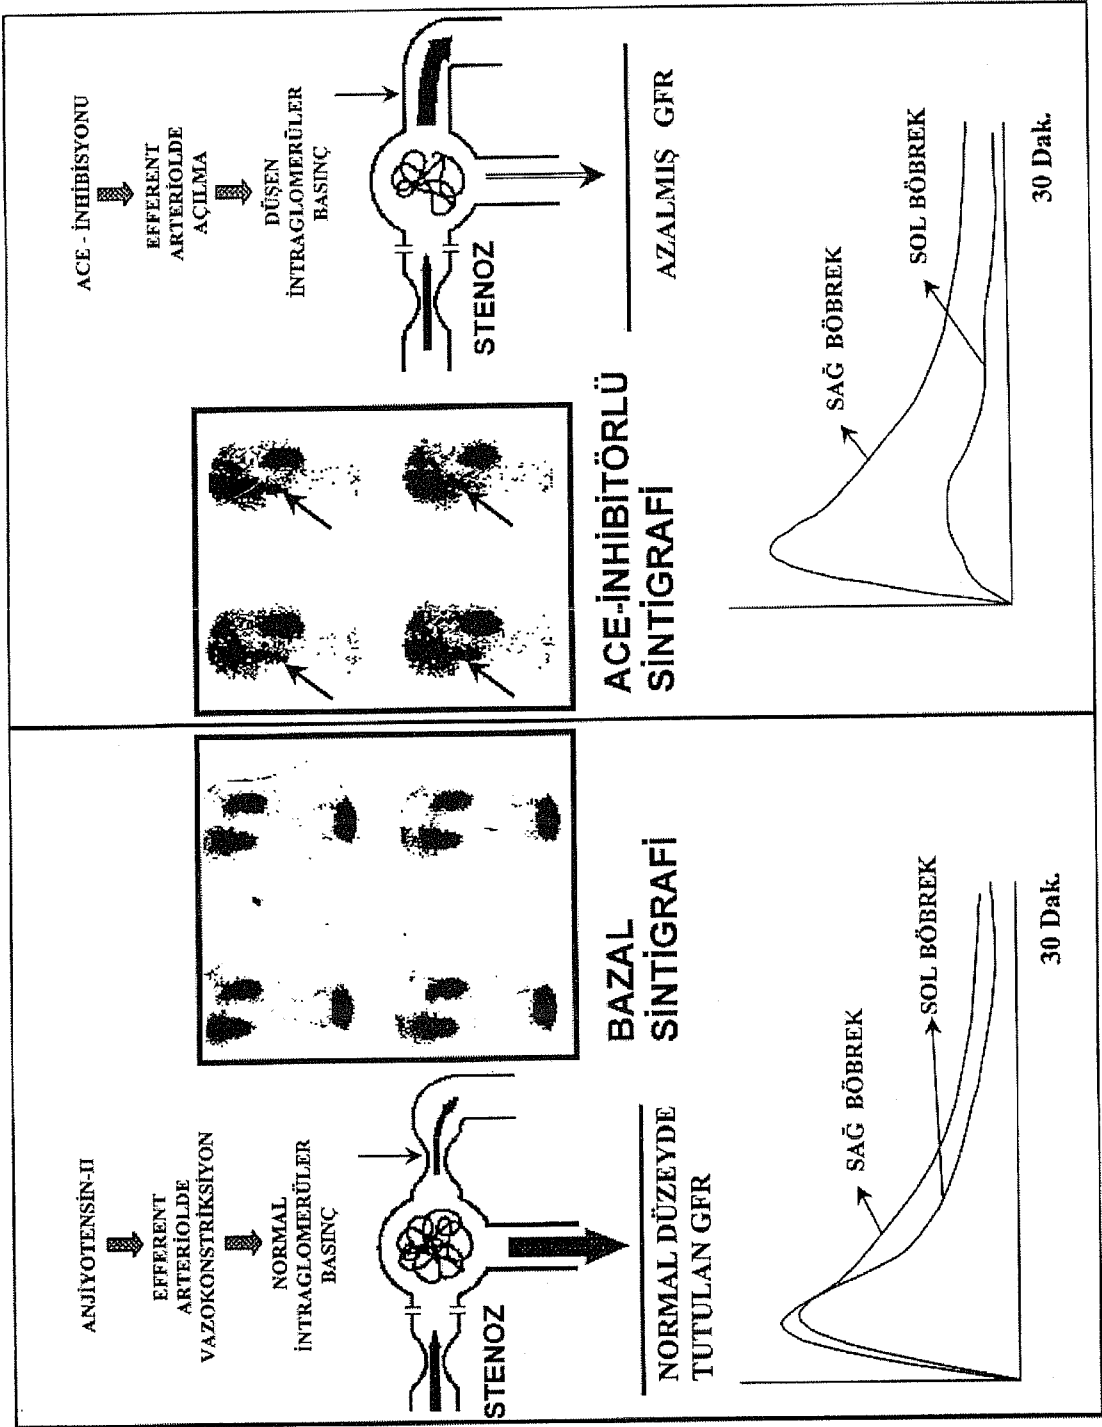 ANJİYOTENSİN-II
EFFERENT
ARTERİOLDE
VAZOKONSTRİKSİYON
NORMAL
İNTRAGLOMERÜLER
BASINÇ
STENOZ
NORMAL DÜZEYDE
TUTULAN GFR
BAZAL
SİNTİGRAFİ
SAĞ BÖBREK
SOL BÖBREK
30 Dak.
ACE - İNHİBİSYONU
EFFERENT
ARTERİOLDE
AÇILMA
DÜŞEN
İNTRAGLOMERÜLER
BASINÇ
STENOZ
AZALMIŞ GFR
ACE-İNHİBİTÖRLÜ
SİNTİGRAFİ
SAĞ BÖBREK
SOL BÖBREK
30 Dak.